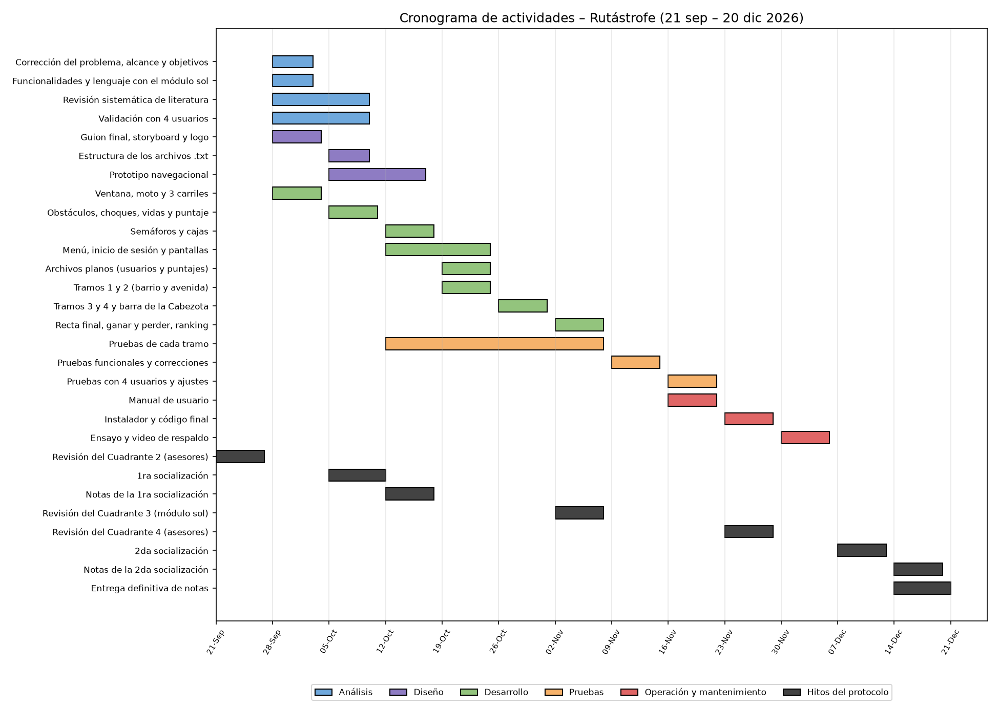 Cronograma de actividades – Rutástrofe (21 sep – 20 dic 2026)
Corrección del problema, alcance y objetivos
Funcionalidades y lenguaje con el módulo sol
Revisión sistemática de literatura
Validación con 4 usuarios
Guion final, storyboard y logo
Estructura de los archivos .txt
Prototipo navegacional
Ventana, moto y 3 carriles
Obstáculos, choques, vidas y puntaje
Semáforos y cajas
Menú, inicio de sesión y pantallas
Archivos planos (usuarios y puntajes)
Tramos 1 y 2 (barrio y avenida)
Tramos 3 y 4 y barra de la Cabezota
Recta final, ganar y perder, ranking
Pruebas de cada tramo
Pruebas funcionales y correcciones
Pruebas con 4 usuarios y ajustes
Manual de usuario
Instalador y código final
Ensayo y video de respaldo
Revisión del Cuadrante 2 (asesores)
1ra socialización
Notas de la 1ra socialización
Revisión del Cuadrante 3 (módulo sol)
Revisión del Cuadrante 4 (asesores)
2da socialización
Notas de la 2da socialización
Entrega definitiva de notas
21-Sep 28-Sep 05-Oct 12-Oct 19-Oct 26-Oct 02-Nov 09-Nov 16-Nov 23-Nov 30-Nov 07-Dec 14-Dec 21-Dec
Análisis Diseño Desarrollo Pruebas Operación y mantenimiento Hitos del protocolo